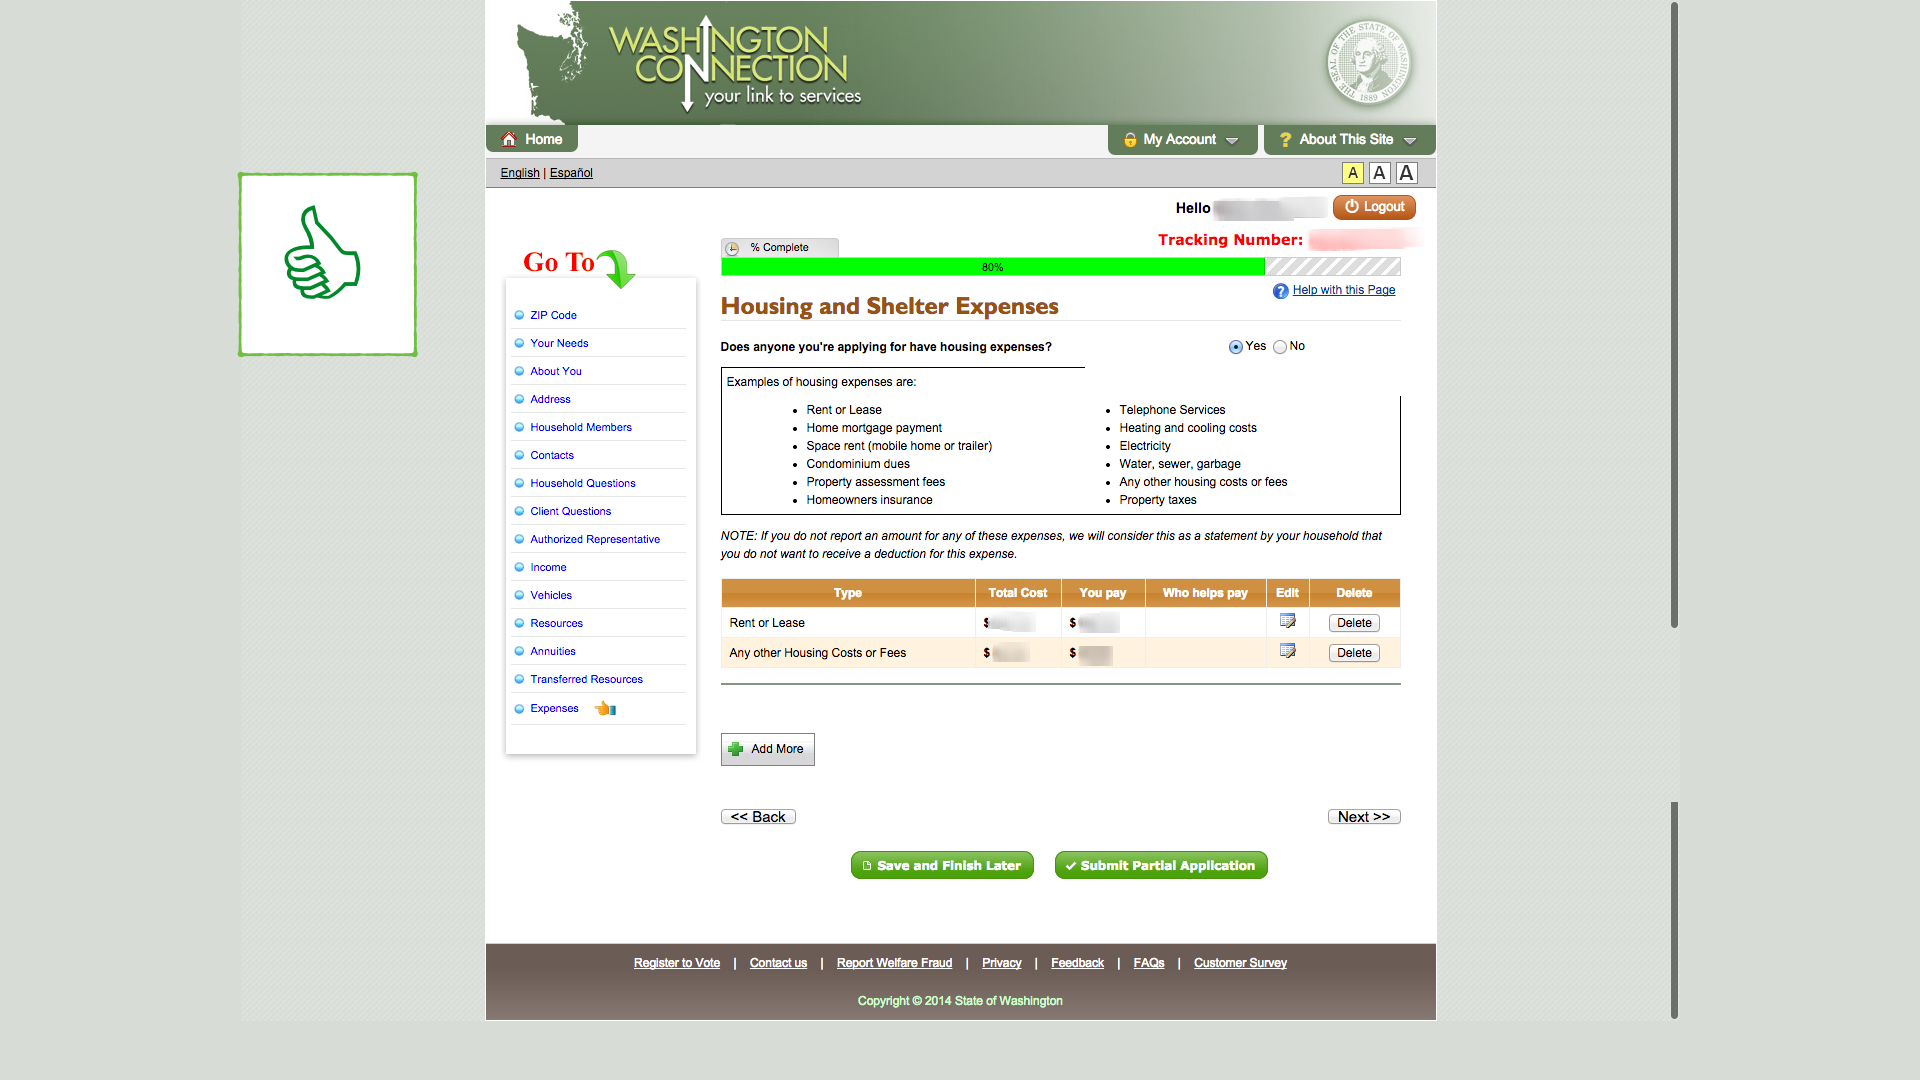 WASHINGTON
CONNECTION
your link to services
THE SEAL OF THE STATE OF WASHINGTON
1889
Home
My Account
? About This Site
English | Español
A A A
Hello
Logout
Tracking Number:
% Complete
80%
Go To
? Help with this Page
Housing and Shelter Expenses
ZIP Code
Your Needs
About You
Address
Household Members
Contacts
Household Questions
Client Questions
Authorized Representative
Income
Vehicles
Resources
Annuities
Transferred Resources
Expenses
Does anyone you're applying for have housing expenses? Yes No
Examples of housing expenses are:
• Rent or Lease
• Home mortgage payment
• Space rent (mobile home or trailer)
• Condominium dues
• Property assessment fees
• Homeowners insurance
• Telephone Services
• Heating and cooling costs
• Electricity
• Water, sewer, garbage
• Any other housing costs or fees
• Property taxes
NOTE: If you do not report an amount for any of these expenses, we will consider this as a statement by your household that
you do not want to receive a deduction for this expense.
Type Total Cost You pay Who helps pay Edit Delete
Rent or Lease $ $ Delete
Any other Housing Costs or Fees $ $ Delete
Add More
<< Back Next >>
Save and Finish Later Submit Partial Application
Register to Vote | Contact us | Report Welfare Fraud | Privacy | Feedback | FAQs | Customer Survey
Copyright © 2014 State of Washington